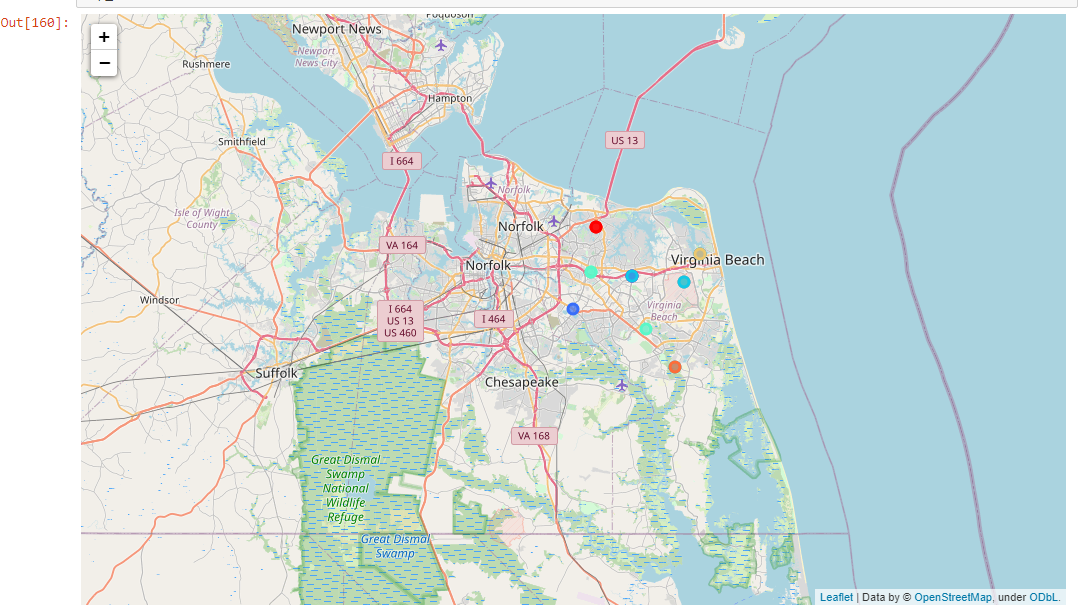 Out[160]:
+
−
Newport News
Poquoson
Newport
News City
Rushmere
Hampton
Smithfield
US 13
I 664
Norfolk
Isle of Wight
County
Norfolk
VA 164
Norfolk
Virginia Beach
Windsor
I 664
US 13
US 460
I 464
Virginia
Beach
Suffolk
Chesapeake
VA 168
Great Dismal
Swamp
National
Wildlife
Refuge
Great Dismal
Swamp
Leaflet | Data by © OpenStreetMap, under ODbL.